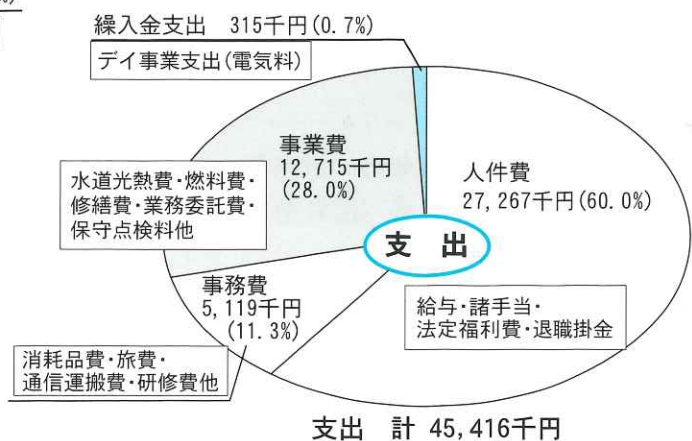 繰入金支出 315千円(0.7%)
デイ事業支出(電気料)
事業費
12,715千円
(28.0%)
水道光熱費・燃料費・
修繕費・業務委託費・
保守点検料他
人件費
27,267千円(60.0%)
支 出
事務費
5,119千円
(11.3%)
給与・諸手当・
法定福利費・退職掛金
消耗品費・旅費・
通信運搬費・研修費他
支出 計 45,416千円